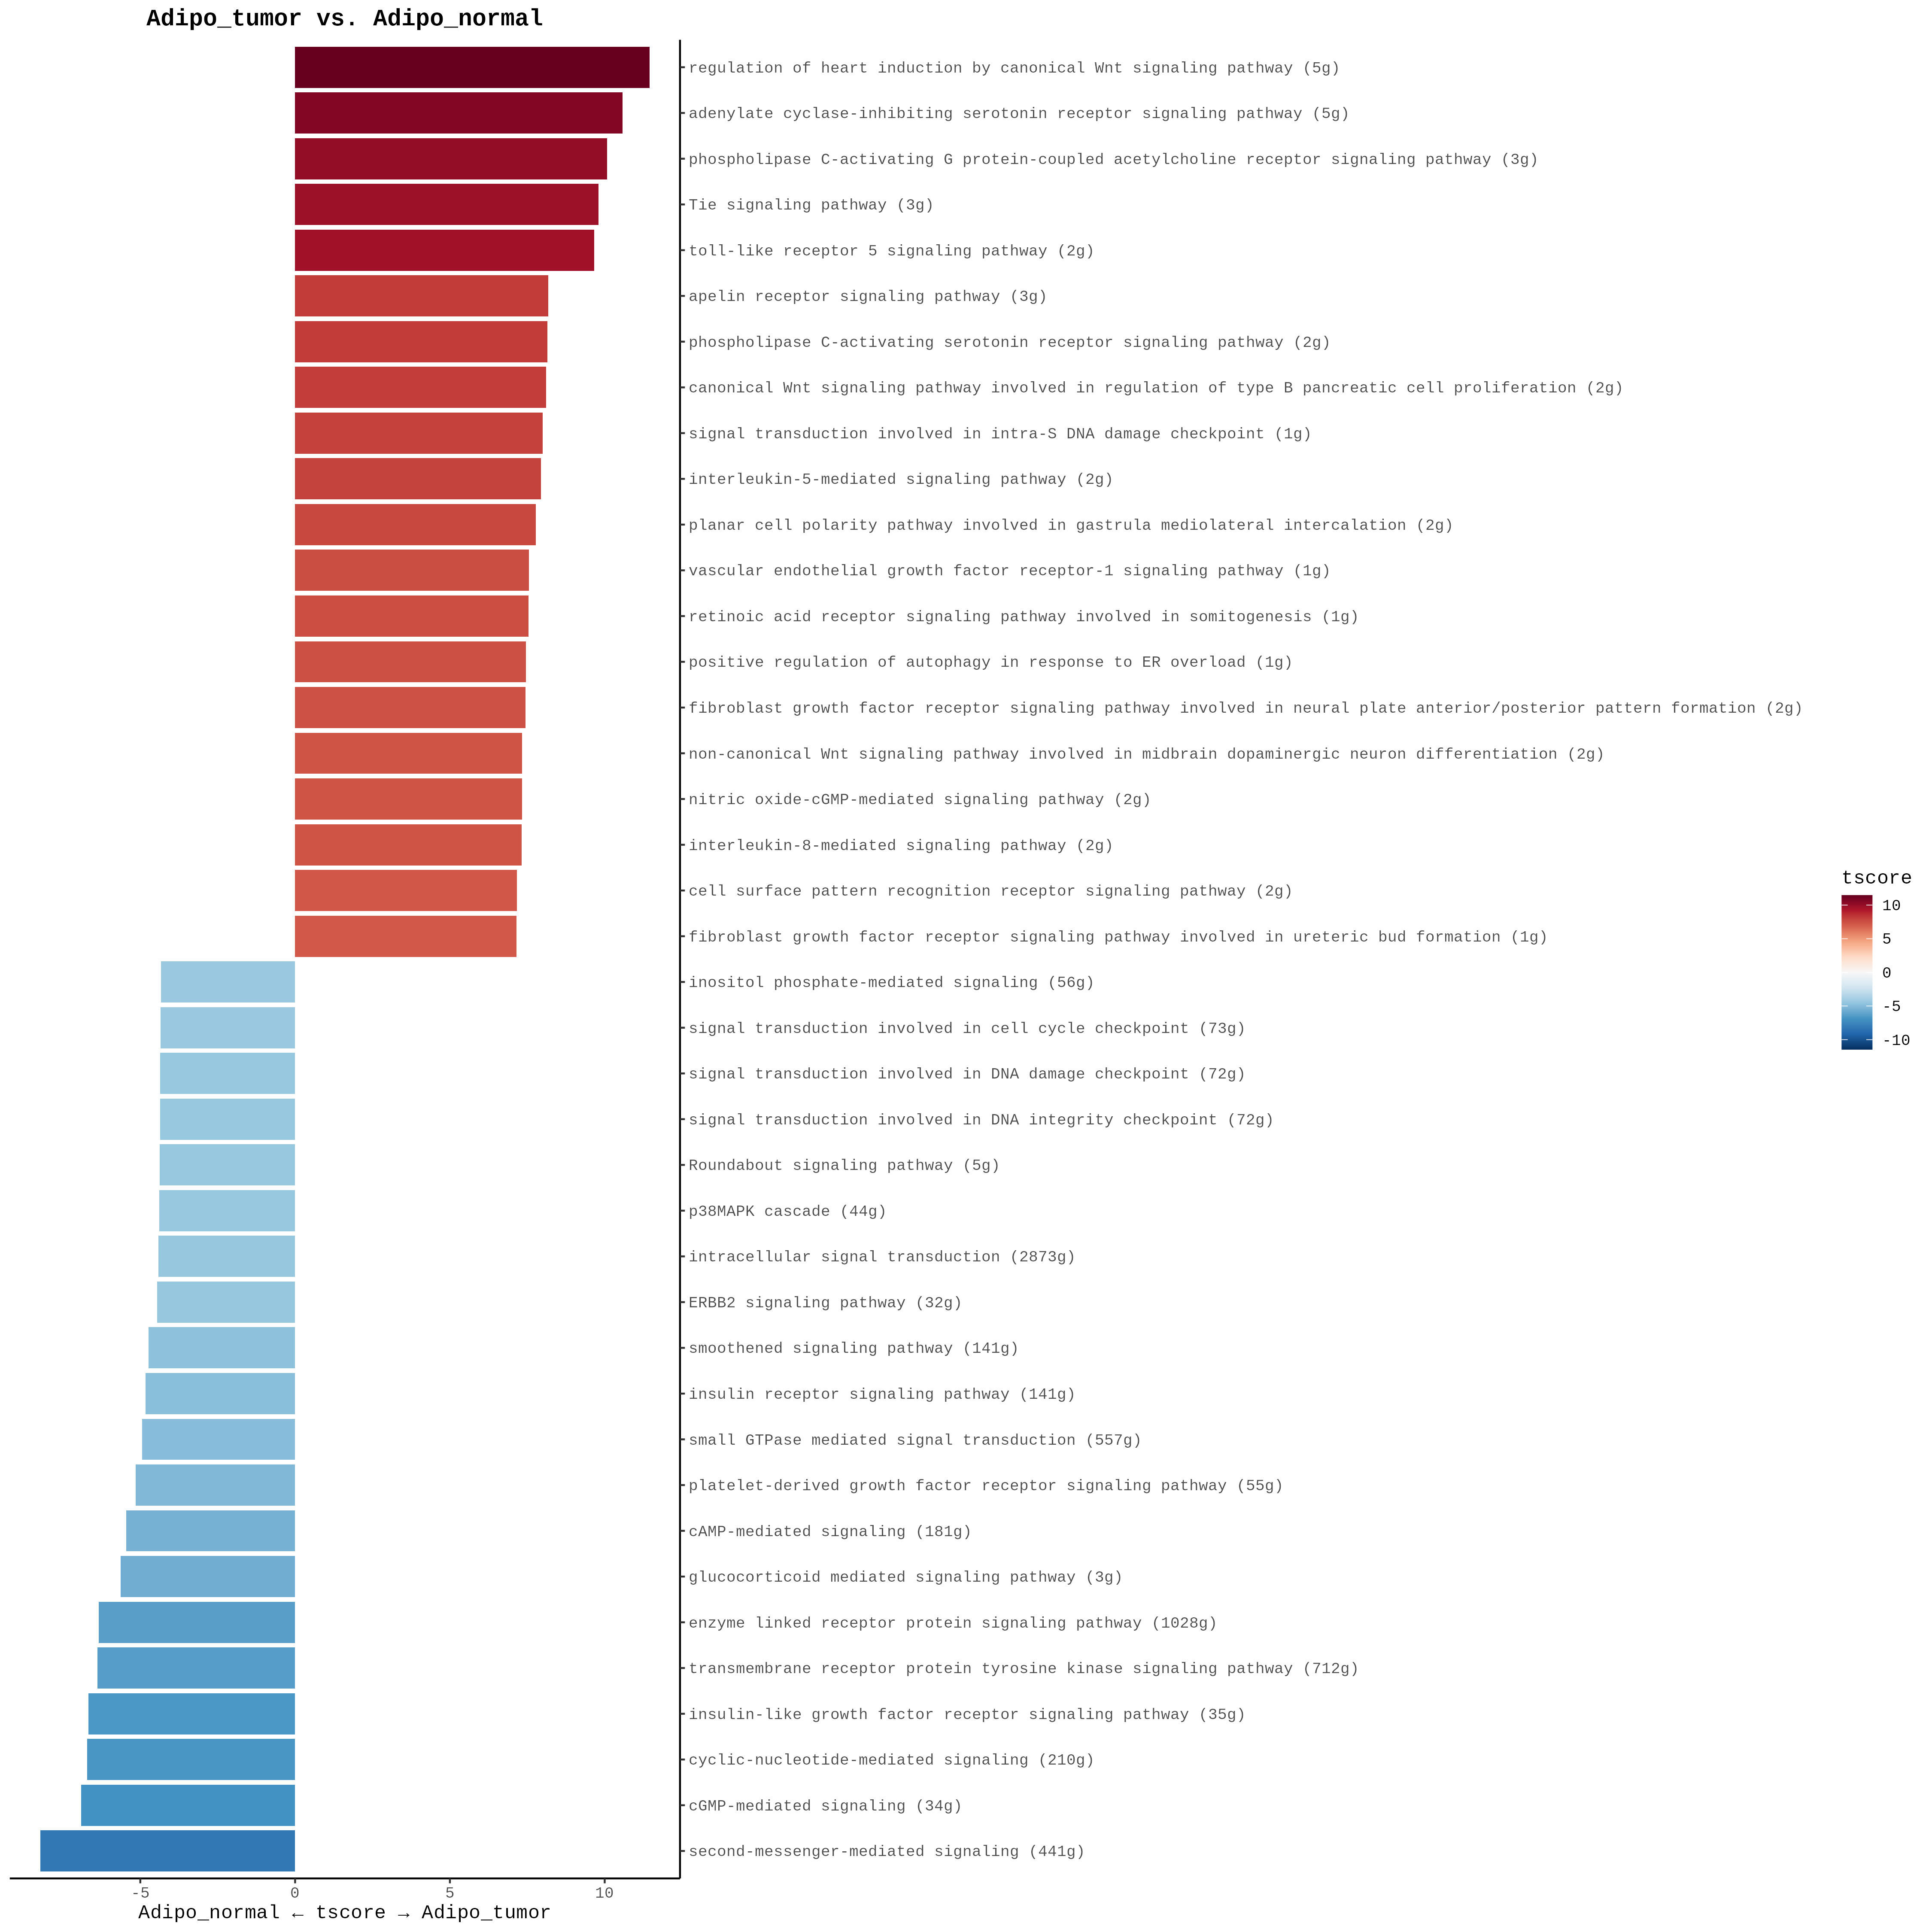 Adipo_tumor vs. Adipo_normal
regulation of heart induction by canonical Wnt signaling pathway (5g)
adenylate cyclase-inhibiting serotonin receptor signaling pathway (5g)
phospholipase C-activating G protein-coupled acetylcholine receptor signaling pathway (3g)
Tie signaling pathway (3g)
toll-like receptor 5 signaling pathway (2g)
apelin receptor signaling pathway (3g)
phospholipase C-activating serotonin receptor signaling pathway (2g)
canonical Wnt signaling pathway involved in regulation of type B pancreatic cell proliferation (2g)
signal transduction involved in intra-S DNA damage checkpoint (1g)
interleukin-5-mediated signaling pathway (2g)
planar cell polarity pathway involved in gastrula mediolateral intercalation (2g)
vascular endothelial growth factor receptor-1 signaling pathway (1g)
retinoic acid receptor signaling pathway involved in somitogenesis (1g)
positive regulation of autophagy in response to ER overload (1g)
fibroblast growth factor receptor signaling pathway involved in neural plate anterior/posterior pattern formation (2g)
non-canonical Wnt signaling pathway involved in midbrain dopaminergic neuron differentiation (2g)
nitric oxide-cGMP-mediated signaling pathway (2g)
interleukin-8-mediated signaling pathway (2g)
cell surface pattern recognition receptor signaling pathway (2g)
fibroblast growth factor receptor signaling pathway involved in ureteric bud formation (1g)
inositol phosphate-mediated signaling (56g)
signal transduction involved in cell cycle checkpoint (73g)
signal transduction involved in DNA damage checkpoint (72g)
signal transduction involved in DNA integrity checkpoint (72g)
Roundabout signaling pathway (5g)
p38MAPK cascade (44g)
intracellular signal transduction (2873g)
ERBB2 signaling pathway (32g)
smoothened signaling pathway (141g)
insulin receptor signaling pathway (141g)
small GTPase mediated signal transduction (557g)
platelet-derived growth factor receptor signaling pathway (55g)
cAMP-mediated signaling (181g)
glucocorticoid mediated signaling pathway (3g)
enzyme linked receptor protein signaling pathway (1028g)
transmembrane receptor protein tyrosine kinase signaling pathway (712g)
insulin-like growth factor receptor signaling pathway (35g)
cyclic-nucleotide-mediated signaling (210g)
cGMP-mediated signaling (34g)
second-messenger-mediated signaling (441g)
-5 0 5 10
Adipo_normal ← tscore → Adipo_tumor
tscore
10
5
0
-5
-10